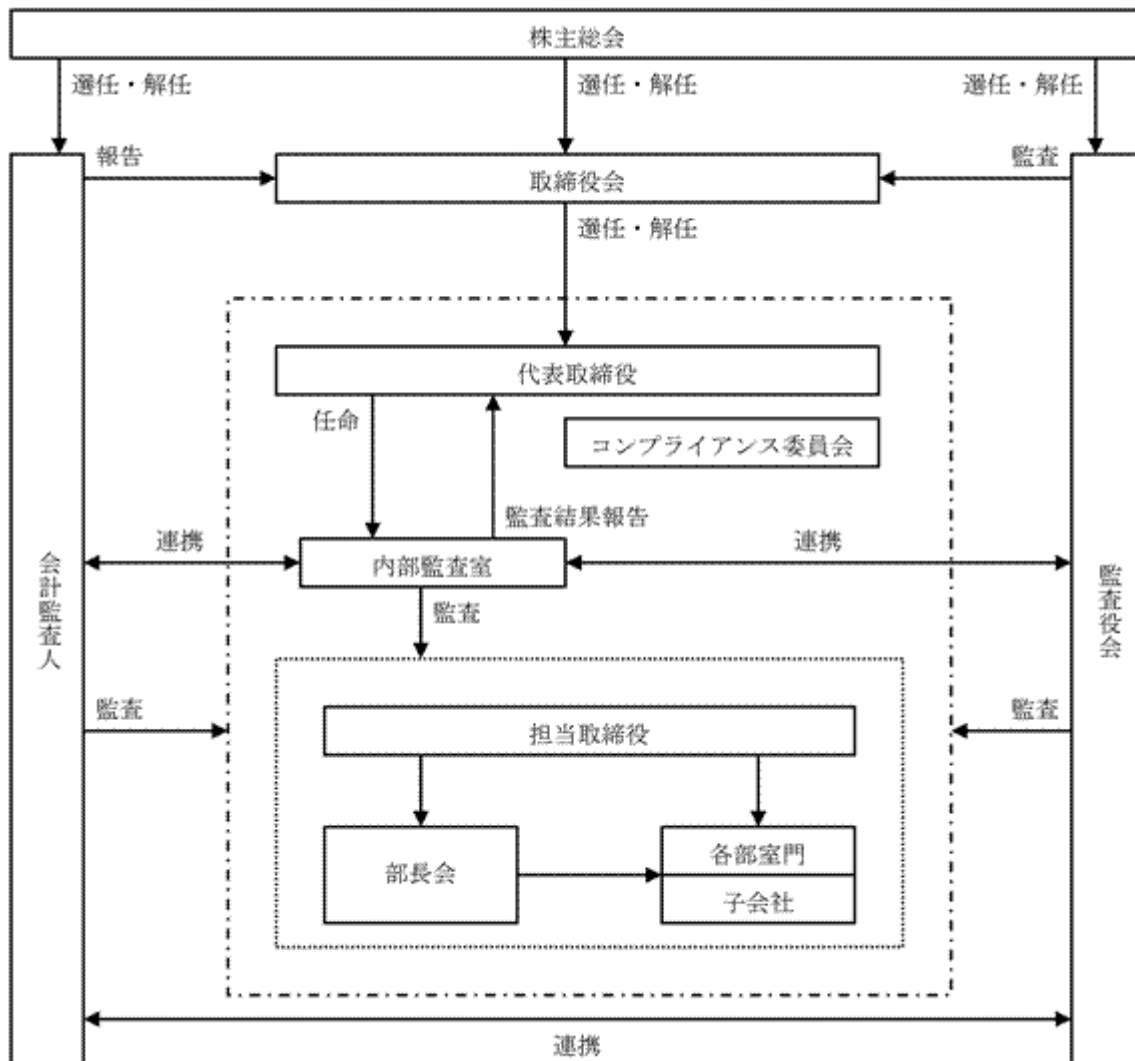 株主総会
選任・解任
選任・解任
選任・解任
報告
取締役会
監査
選任・解任
代表取締役
任命
コンプライアンス委員会
監査結果報告
連携
内部監査室
連携
会計監査人
監査役会
監査
監査
担当取締役
監査
部長会
各部室門
子会社
連携